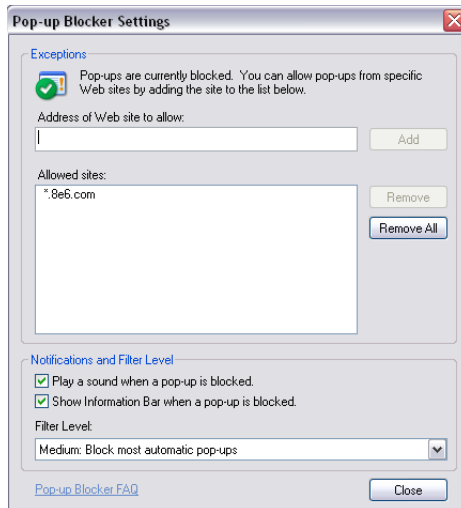 Pop-up Blocker Settings
Exceptions
Pop-ups are currently blocked. You can allow pop-ups from specific
Web sites by adding the site to the list below.
Address of Web site to allow:
Add
Allowed sites:
*.8e6.com
Remove
Remove All
Notifications and Filter Level
Play a sound when a pop-up is blocked.
Show Information Bar when a pop-up is blocked.
Filter Level:
Medium: Block most automatic pop-ups
Pop-up Blocker FAQ
Close